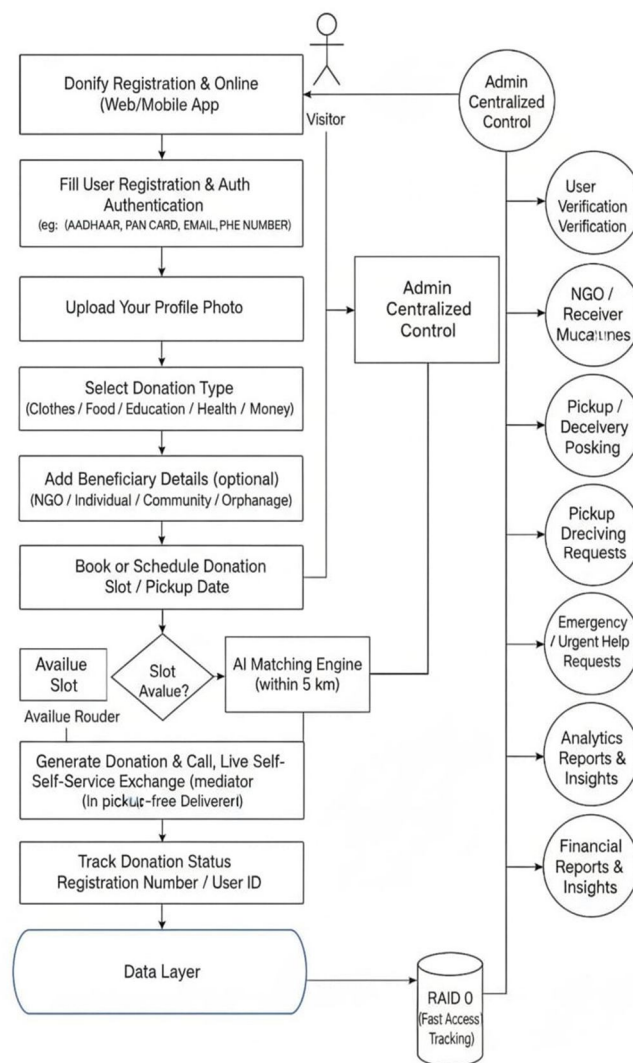 Donify Registration & Online
(Web/Mobile App
Visitor
Admin
Centralized
Control
Fill User Registration & Auth
Authentication
(eg: (AADHAAR, PAN CARD, EMAIL, PHE NUMBER)
User
Verification
Verification
Upload Your Profile Photo
Admin
Centralized
Control
NGO /
Receiver
Select Donation Type
(Clothes / Food / Education / Health / Money)
Pickup /
Decelvery
Posking
Add Beneficiary Details (optional)
(NGO / Individual / Community / Orphanage)
Pickup
Dreciving
Requests
Book or Schedule Donation
Slot / Pickup Date
Emergency
/ Urgent Help
Requests
Availue
Slot
Slot
Avalue?
AI Matching Engine
(within 5 km)
Availue Rouder
Analytics
Reports &
Insights
Generate Donation & Call, Live Self-
Self-Service Exchange (mediator
(In pickup-free Delivererl)
Track Donation Status
Registration Number / User ID
Financial
Reports &
Insights
Data Layer
RAID 0
(Fast Access
Tracking)